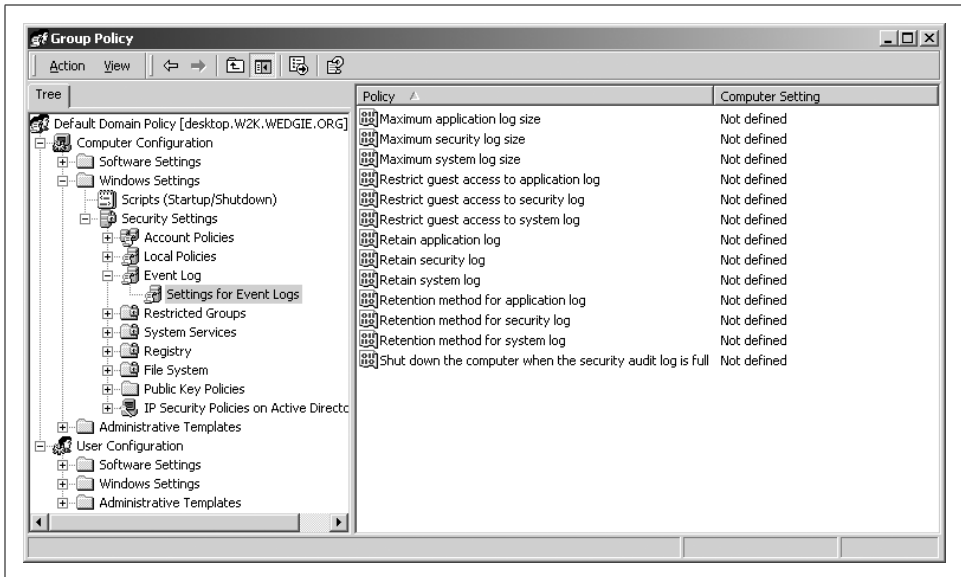 Group Policy
Action View
Tree
Policy Computer Setting
Default Domain Policy [desktop.W2K.WEDGIE.ORG]
Computer Configuration
Software Settings
Windows Settings
Scripts (Startup/Shutdown)
Security Settings
Account Policies
Local Policies
Event Log
Settings for Event Logs
Restricted Groups
System Services
Registry
File System
Public Key Policies
IP Security Policies on Active Directo
Administrative Templates
User Configuration
Software Settings
Windows Settings
Administrative Templates
Maximum application log size Not defined
Maximum security log size Not defined
Maximum system log size Not defined
Restrict guest access to application log Not defined
Restrict guest access to security log Not defined
Restrict guest access to system log Not defined
Retain application log Not defined
Retain security log Not defined
Retain system log Not defined
Retention method for application log Not defined
Retention method for security log Not defined
Retention method for system log Not defined
Shut down the computer when the security audit log is full Not defined